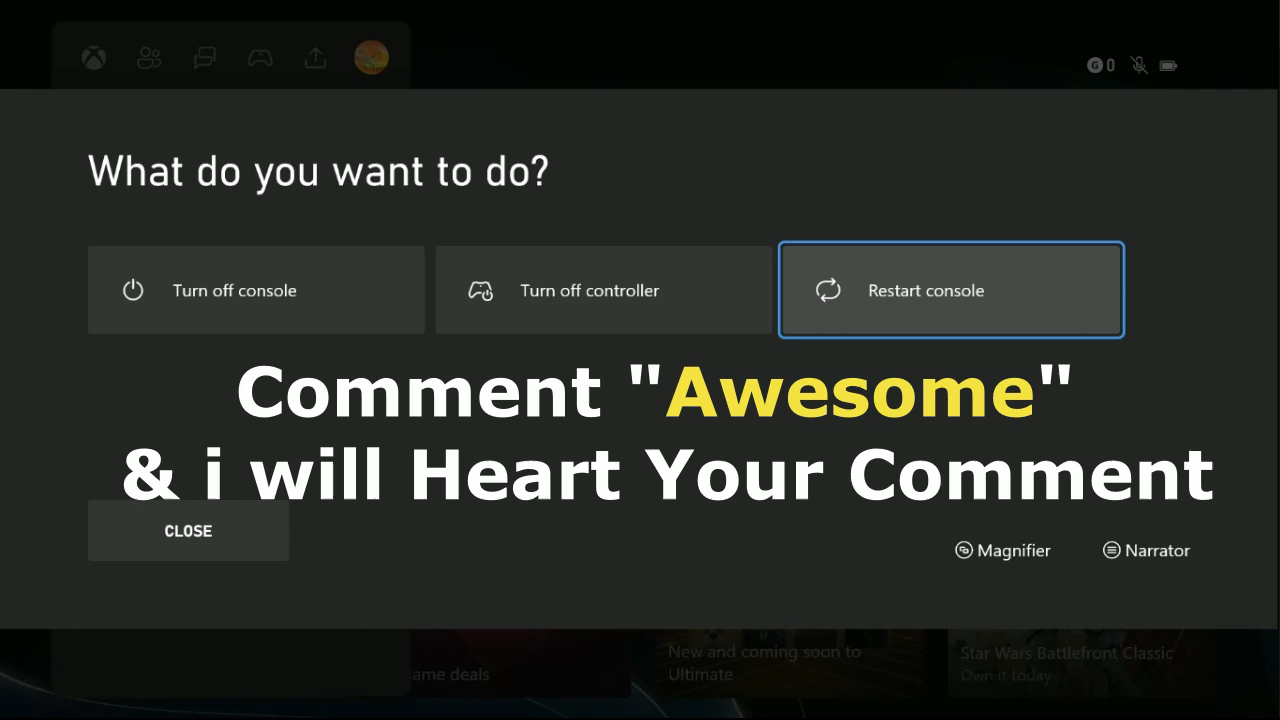 0
What do you want to do?
Turn off console
Turn off controller
Restart console
Comment "Awesome"
& i will Heart Your Comment
CLOSE
Magnifier
Narrator
ame deals
New and coming soon to
Ultimate
Star Wars Battlefront Classic
Own it today